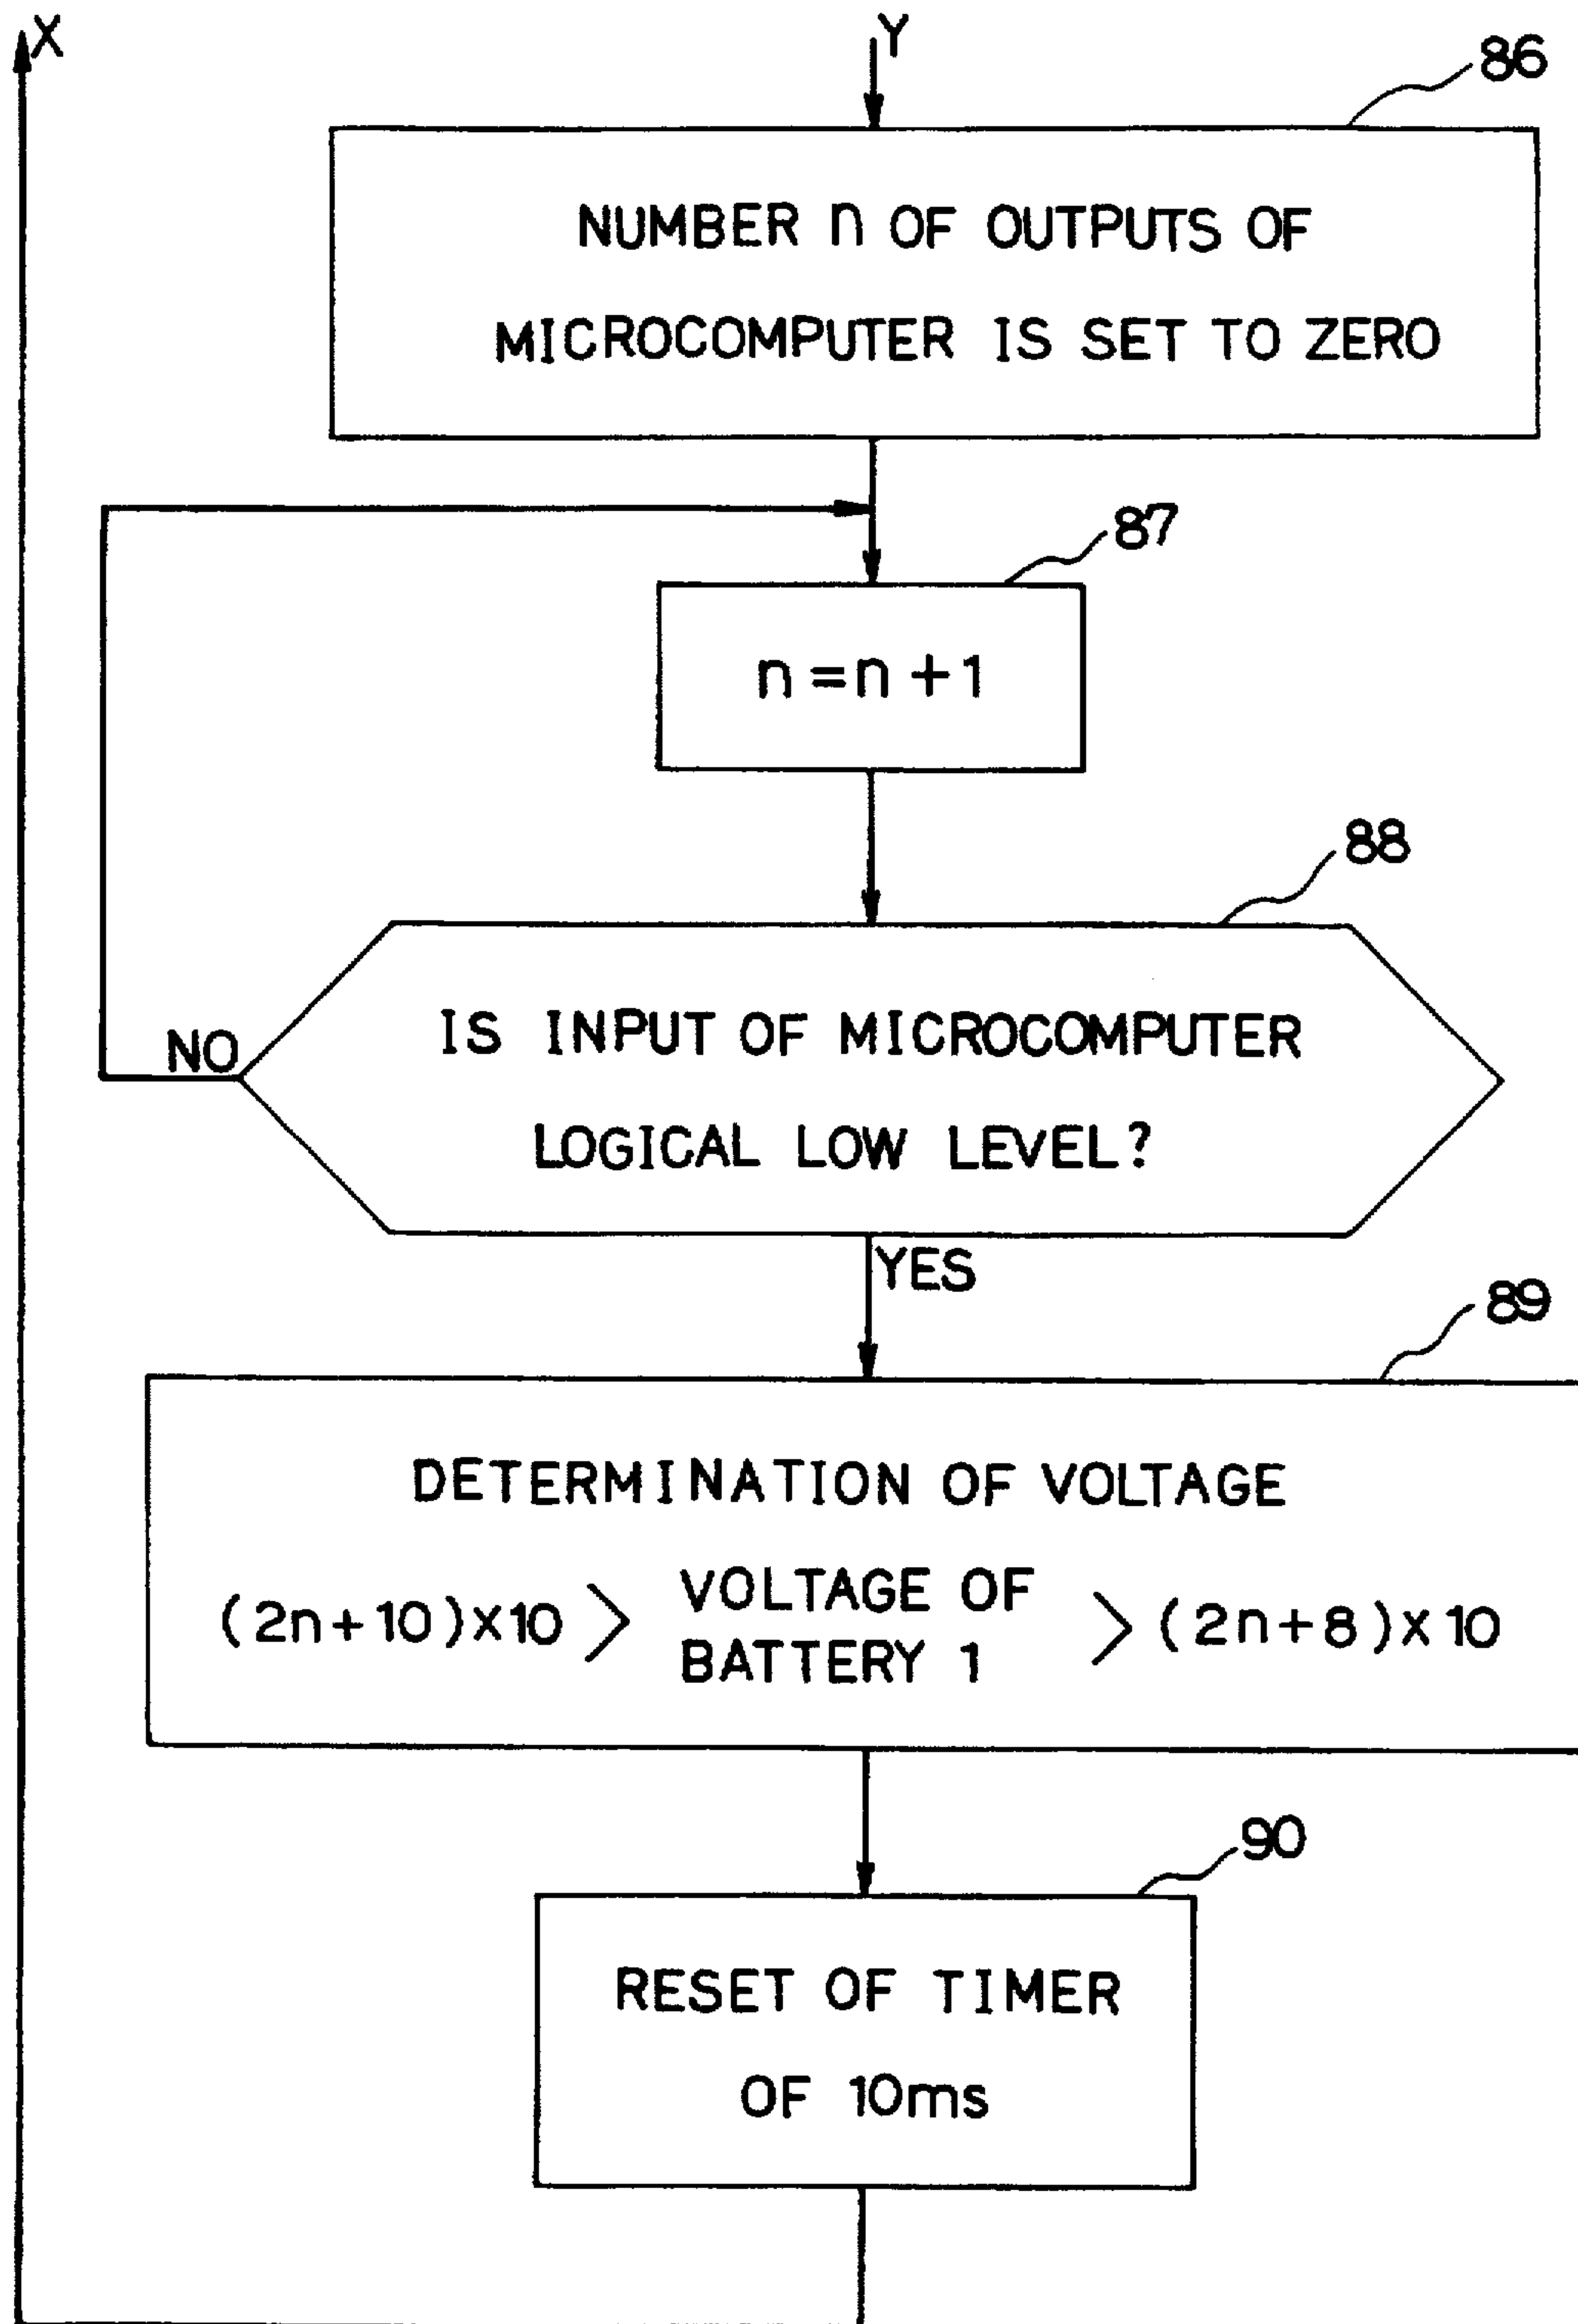 X
Y
86
NUMBER n OF OUTPUTS OF
MICROCOMPUTER IS SET TO ZERO
87
n=n+1
88
IS INPUT OF MICROCOMPUTER
NO
LOGICAL LOW LEVEL?
YES
89
DETERMINATION OF VOLTAGE
(2n+10)x10 > VOLTAGE OF BATTERY 1 > (2n+8)x10
90
RESET OF TIMER
OF 10ms